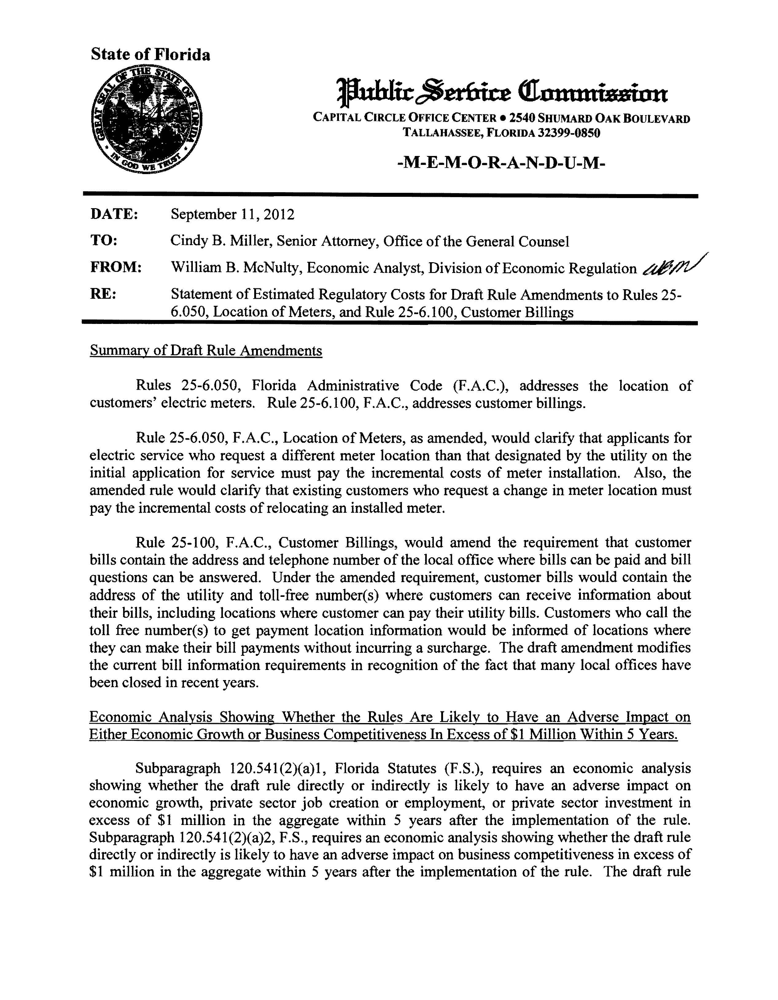 State of Florida
GREAT SEAL OF THE STATE OF FLORIDA
IN GOD WE TRUST
Public Service Commission
CAPITAL CIRCLE OFFICE CENTER ● 2540 SHUMARD OAK BOULEVARD
TALLAHASSEE, FLORIDA 32399-0850
-M-E-M-O-R-A-N-D-U-M-
DATE: September 11, 2012
TO: Cindy B. Miller, Senior Attorney, Office of the General Counsel
FROM: William B. McNulty, Economic Analyst, Division of Economic Regulation WBM
RE: Statement of Estimated Regulatory Costs for Draft Rule Amendments to Rules 25-
6.050, Location of Meters, and Rule 25-6.100, Customer Billings
Summary of Draft Rule Amendments
Rules 25-6.050, Florida Administrative Code (F.A.C.), addresses the location of
customers’ electric meters. Rule 25-6.100, F.A.C., addresses customer billings.
Rule 25-6.050, F.A.C., Location of Meters, as amended, would clarify that applicants for
electric service who request a different meter location than that designated by the utility on the
initial application for service must pay the incremental costs of meter installation. Also, the
amended rule would clarify that existing customers who request a change in meter location must
pay the incremental costs of relocating an installed meter.
Rule 25-100, F.A.C., Customer Billings, would amend the requirement that customer
bills contain the address and telephone number of the local office where bills can be paid and bill
questions can be answered. Under the amended requirement, customer bills would contain the
address of the utility and toll-free number(s) where customers can receive information about
their bills, including locations where customer can pay their utility bills. Customers who call the
toll free number(s) to get payment location information would be informed of locations where
they can make their bill payments without incurring a surcharge. The draft amendment modifies
the current bill information requirements in recognition of the fact that many local offices have
been closed in recent years.
Economic Analysis Showing Whether the Rules Are Likely to Have an Adverse Impact on
Either Economic Growth or Business Competitiveness In Excess of $1 Million Within 5 Years.
Subparagraph 120.541(2)(a)1, Florida Statutes (F.S.), requires an economic analysis
showing whether the draft rule directly or indirectly is likely to have an adverse impact on
economic growth, private sector job creation or employment, or private sector investment in
excess of $1 million in the aggregate within 5 years after the implementation of the rule.
Subparagraph 120.541(2)(a)2, F.S., requires an economic analysis showing whether the draft rule
directly or indirectly is likely to have an adverse impact on business competitiveness in excess of
$1 million in the aggregate within 5 years after the implementation of the rule. The draft rule